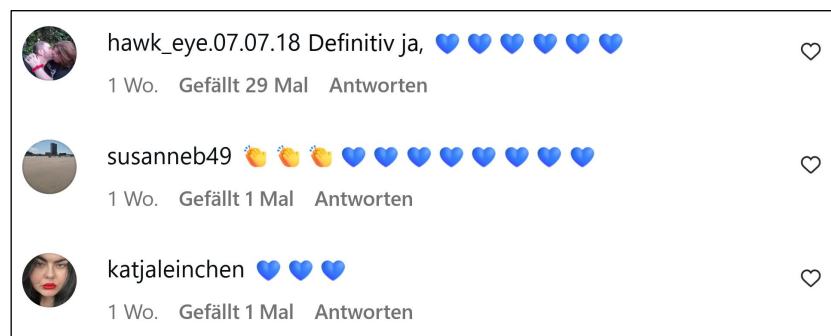 hawk_eye.07.07.18 Definitiv ja, 💙 💙 💙 💙 💙 💙
1 Wo. Gefällt 29 Mal Antworten
susanneb49 👏 👏 👏 💙 💙 💙 💙 💙 💙 💙 💙
1 Wo. Gefällt 1 Mal Antworten
katjaleinchen 💙 💙 💙
1 Wo. Gefällt 1 Mal Antworten